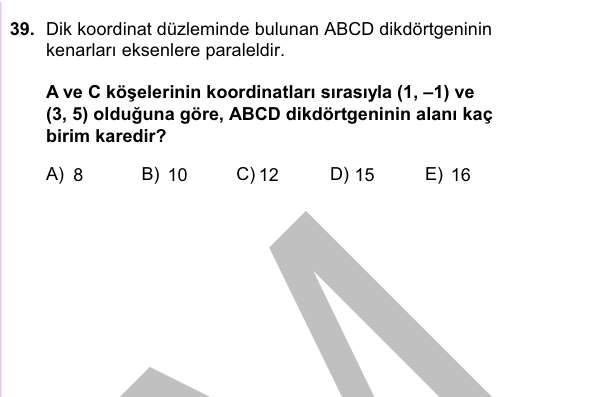 39. Dik koordinat düzleminde bulunan ABCD dikdörtgeninin
kenarları eksenlere paraleldir.
A ve C köşelerinin koordinatları sırasıyla (1, –1) ve
(3, 5) olduğuna göre, ABCD dikdörtgeninin alanı kaç
birim karedir?
A) 8 B) 10 C) 12 D) 15 E) 16